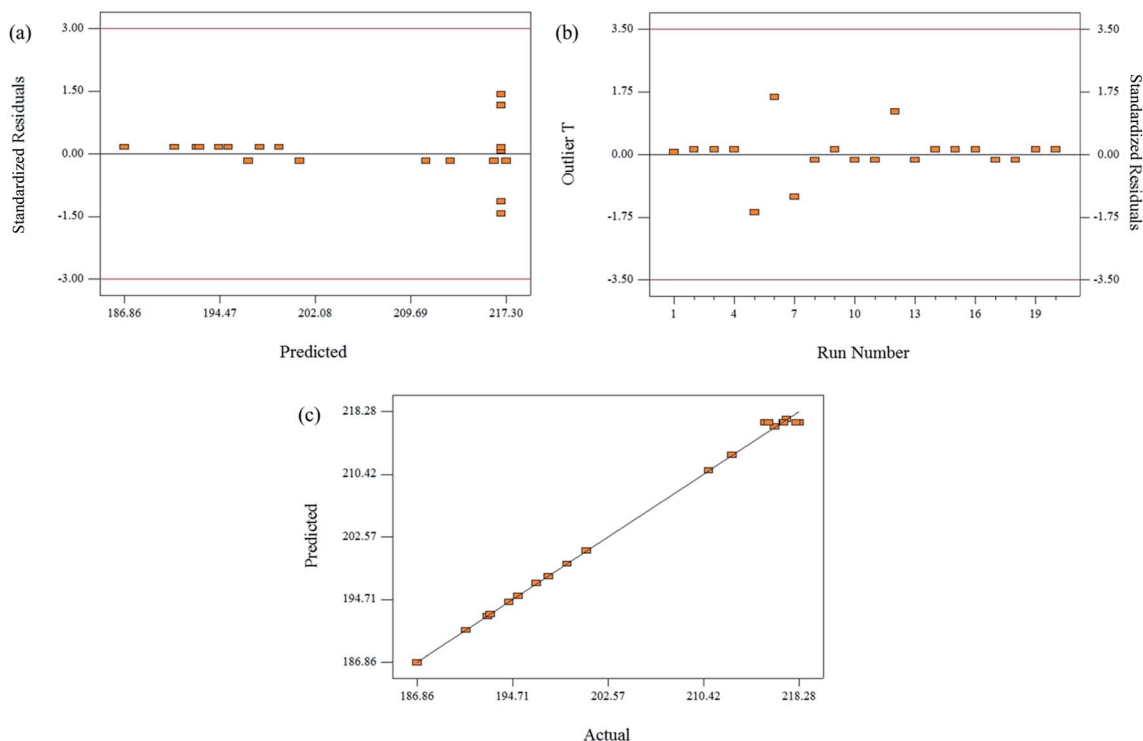 (a)
Standardized Residuals
3.00
1.50
0.00
-1.50
-3.00
186.86 194.47 202.08 209.69 217.30
Predicted
(b)
Outlier T
3.50
1.75
0.00
-1.75
-3.50
3.50
1.75
0.00
-1.75
-3.50
Standardized Residuals
1 4 7 10 13 16 19
Run Number
(c)
Predicted
218.28
210.42
202.57
194.71
186.86
186.86 194.71 202.57 210.42 218.28
Actual